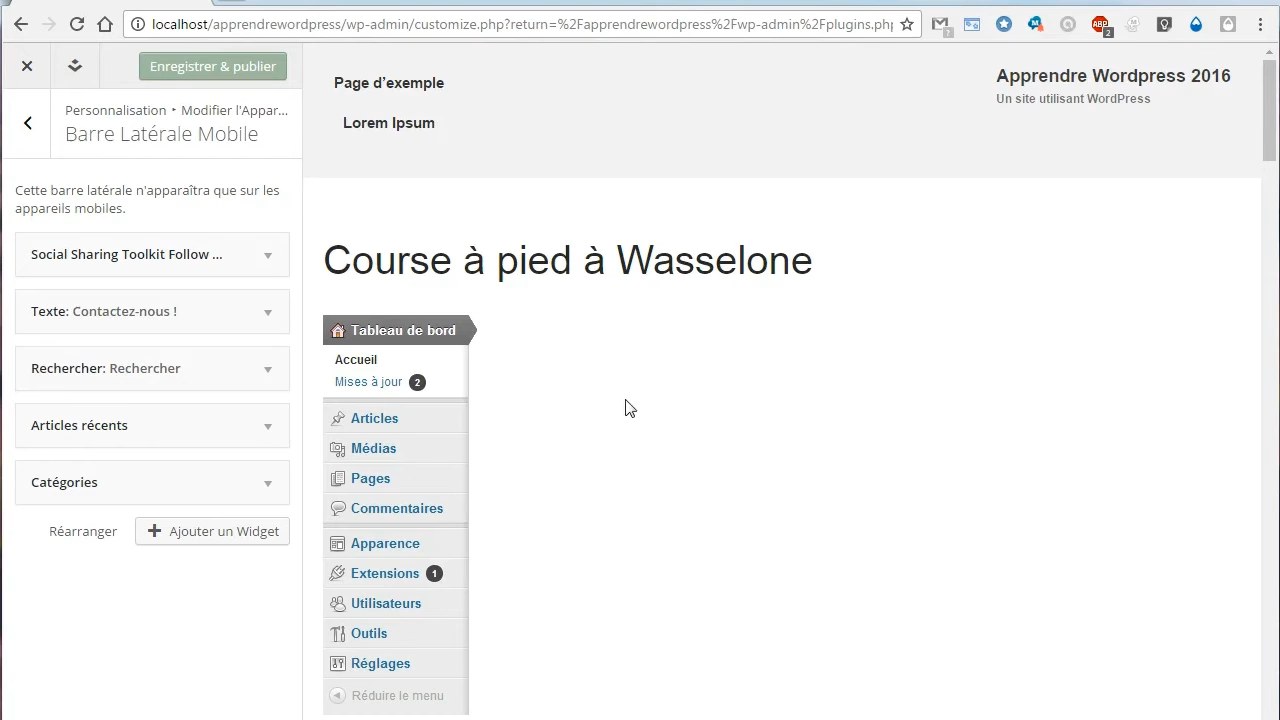 localhost/apprendrewordpress/wp-admin/customize.php?return=%2Fapprendrewordpress%2Fwp-admin%2Fplugins.php
?
ABP
2
Enregistrer & publier
Personnalisation ‣ Modifier l'Appar...
Barre Latérale Mobile
Cette barre latérale n'apparaîtra que sur les
appareils mobiles.
Social Sharing Toolkit Follow ...
Texte: Contactez-nous !
Rechercher: Rechercher
Articles récents
Catégories
Réarranger
Ajouter un Widget
Page d’exemple
Lorem Ipsum
Apprendre Wordpress 2016
Un site utilisant WordPress
Course à pied à Wasselone
Tableau de bord
Accueil
Mises à jour 2
Articles
Médias
Pages
Commentaires
Apparence
Extensions 1
Utilisateurs
Outils
Réglages
Réduire le menu